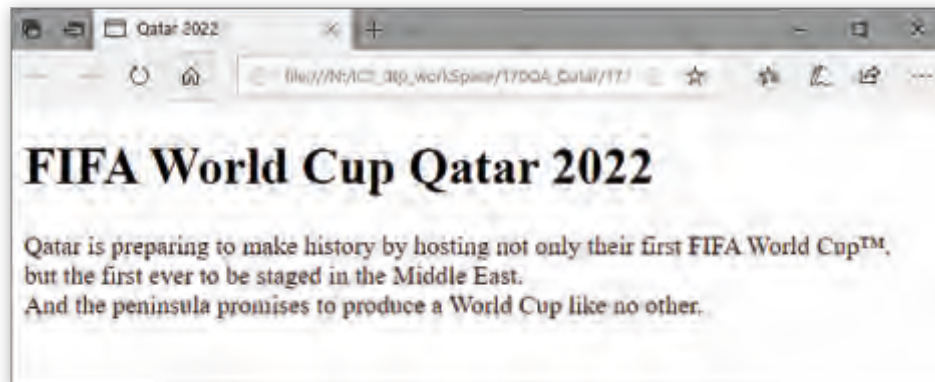 Qatar 2022
FIFA World Cup Qatar 2022
Qatar is preparing to make history by hosting not only their first FIFA World Cup™,
but the first ever to be staged in the Middle East.
And the peninsula promises to produce a World Cup like no other.